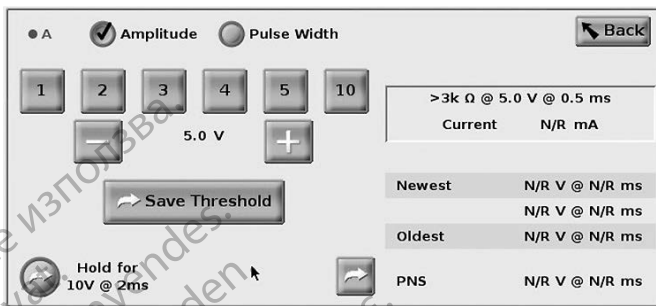 A Amplitude Pulse Width Back
1 2 3 4 5 10
>3k Ω @ 5.0 V @ 0.5 ms
Current N/R mA
5.0 V
Save Threshold
Newest N/R V @ N/R ms
N/R V @ N/R ms
Oldest N/R V @ N/R ms
Hold for
10V @ 2ms
PNS N/R V @ N/R ms
използва.